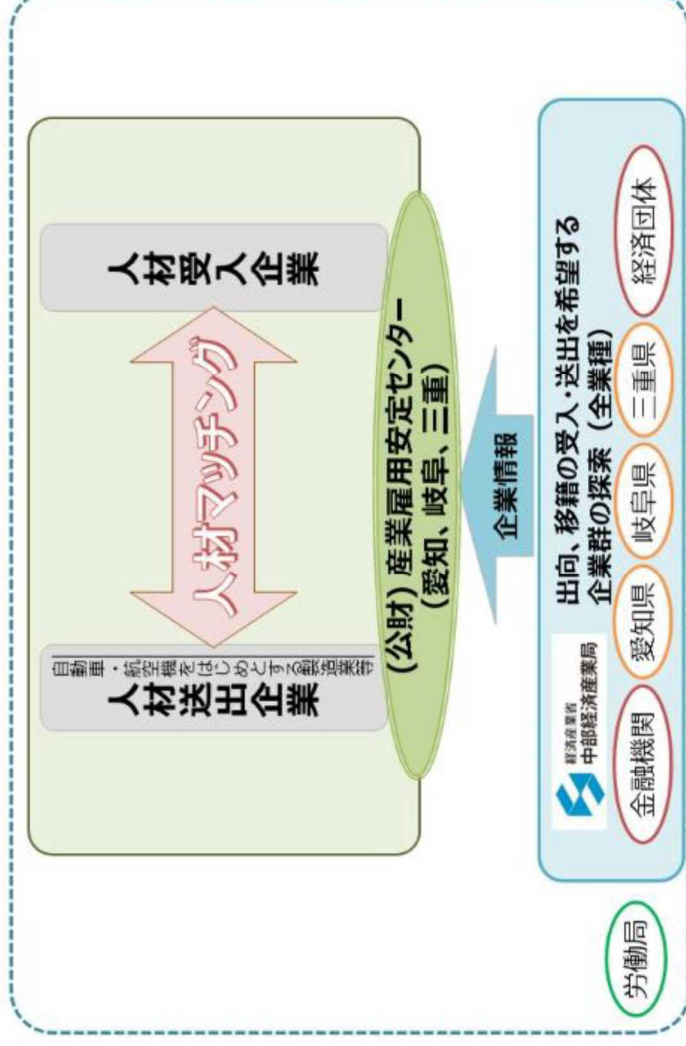 人材送出企業
自動車・航空機をはじめとする製造業等
人材マッチング
人材受入企業
(公財)産業雇用安定センター
(愛知、岐阜、三重)
企業情報
経済産業省
中部経済産業局
出向、移籍の受入・送出を希望する
企業群の探索(全業種)
労働局
金融機関
愛知県
岐阜県
三重県
経済団体